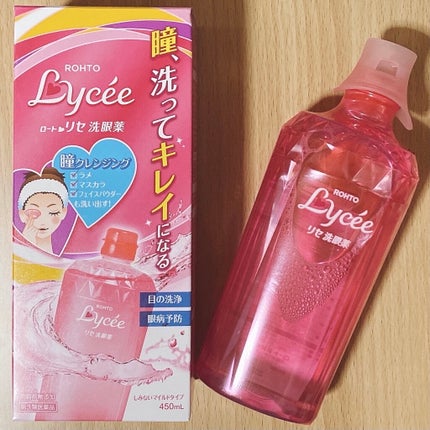 ROHTO
Lycée
ロートリセ 洗眼薬
瞳、洗ってキレイになる
瞳クレンジング
ラメ
マスカラ
フェイスパウダー
も洗い出す!
ROHTO
Lycée
リセ 洗眼薬
目の洗浄
眼病予防
しみないマイルドタイプ
450mL
ROHTO
Lycée
リセ 洗眼薬